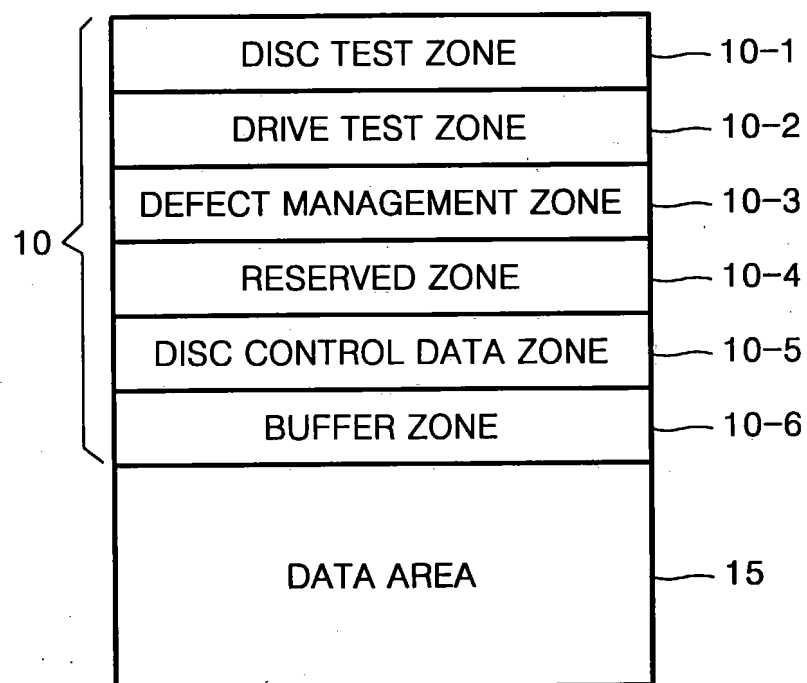 DISC TEST ZONE 10-1
DRIVE TEST ZONE 10-2
DEFECT MANAGEMENT ZONE 10-3
10
RESERVED ZONE 10-4
DISC CONTROL DATA ZONE 10-5
BUFFER ZONE 10-6
DATA AREA 15